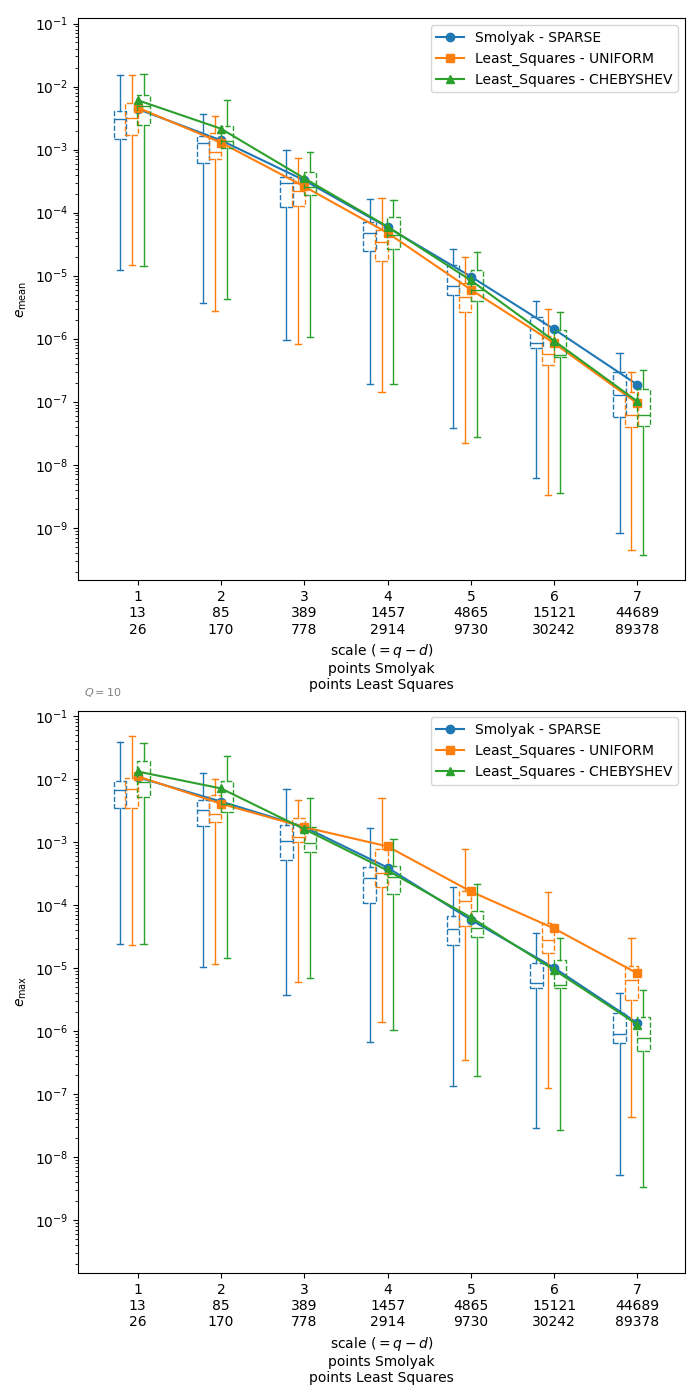 10⁻¹
10⁻²
10⁻³
10⁻⁴
10⁻⁵
10⁻⁶
10⁻⁷
10⁻⁸
10⁻⁹
e_mean
Smolyak - SPARSE
Least_Squares - UNIFORM
Least_Squares - CHEBYSHEV
1 2 3 4 5 6 7
13 85 389 1457 4865 15121 44689
26 170 778 2914 9730 30242 89378
scale (= q − d)
points Smolyak
points Least Squares
Q = 10
10⁻¹
10⁻²
10⁻³
10⁻⁴
10⁻⁵
10⁻⁶
10⁻⁷
10⁻⁸
10⁻⁹
e_max
Smolyak - SPARSE
Least_Squares - UNIFORM
Least_Squares - CHEBYSHEV
1 2 3 4 5 6 7
13 85 389 1457 4865 15121 44689
26 170 778 2914 9730 30242 89378
scale (= q − d)
points Smolyak
points Least Squares